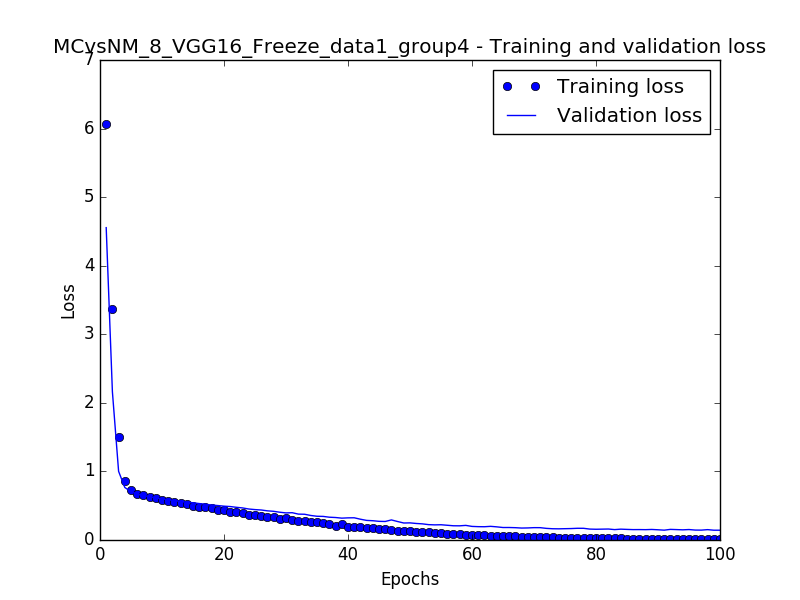 MCvsNM_8_VGG16_Freeze_data1_group4 - Training and validation loss
7
6
5
4
3
2
1
0
Training loss
Validation loss
Loss
0 20 40 60 80 100
Epochs